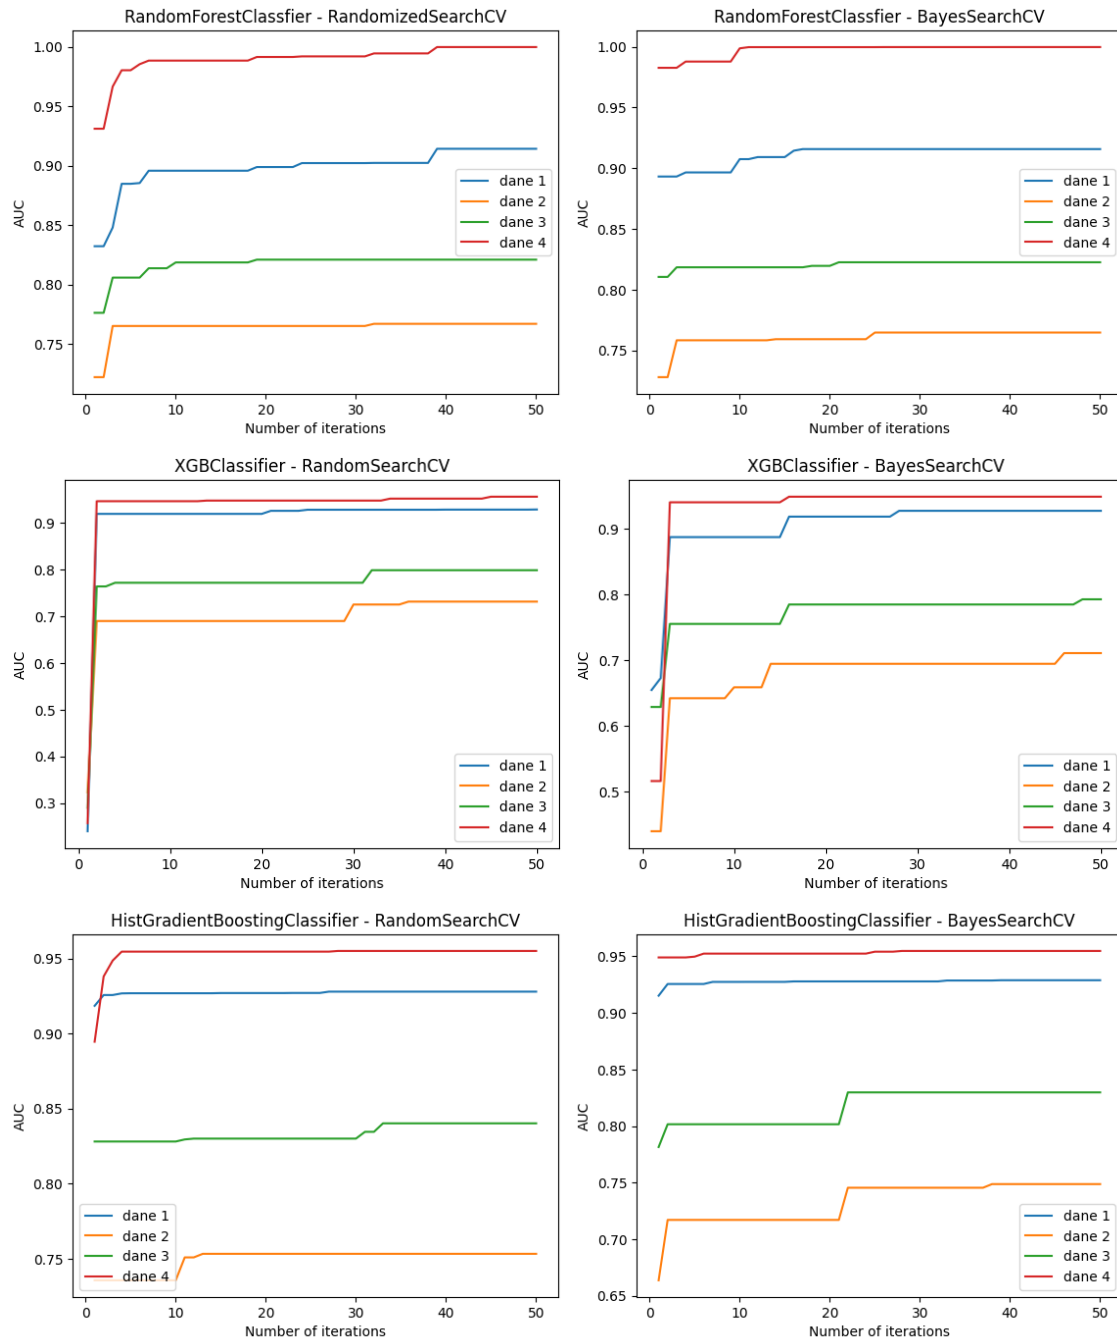 RandomForestClassfier - RandomizedSearchCV
1.00
0.95
0.90
0.85
0.80
0.75
AUC
dane 1
dane 2
dane 3
dane 4
0
10
20
30
40
50
Number of iterations
RandomForestClassfier - BayesSearchCV
1.00
0.95
0.90
0.85
0.80
0.75
AUC
dane 1
dane 2
dane 3
dane 4
0
10
20
30
40
50
Number of iterations
XGBClassifier - RandomSearchCV
0.9
0.8
0.7
0.6
0.5
0.4
0.3
AUC
dane 1
dane 2
dane 3
dane 4
0
10
20
30
40
50
Number of iterations
XGBClassifier - BayesSearchCV
0.9
0.8
0.7
0.6
0.5
AUC
dane 1
dane 2
dane 3
dane 4
0
10
20
30
40
50
Number of iterations
HistGradientBoostingClassifier - RandomSearchCV
0.95
0.90
0.85
0.80
0.75
AUC
dane 1
dane 2
dane 3
dane 4
0
10
20
30
40
50
Number of iterations
HistGradientBoostingClassifier - BayesSearchCV
0.95
0.90
0.85
0.80
0.75
0.70
0.65
AUC
dane 1
dane 2
dane 3
dane 4
0
10
20
30
40
50
Number of iterations